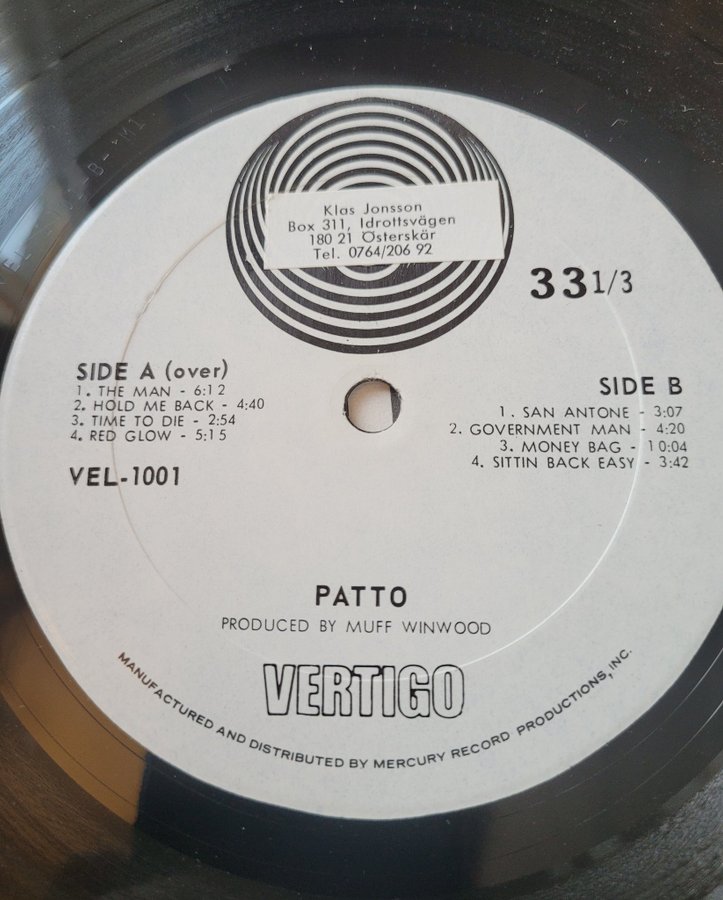 Klas Jonsson
Box 311, Idrottsvägen
180 21 Österskär
Tel. 0764/206 92
33 1/3
SIDE A (over)
1. THE MAN - 6:12
2. HOLD ME BACK - 4:40
3. TIME TO DIE - 2:54
4. RED GLOW - 5:15
VEL-1001
SIDE B
1. SAN ANTONE - 3:07
2. GOVERNMENT MAN - 4:20
3. MONEY BAG - 10:04
4. SITTIN BACK EASY - 3:42
PATTO
PRODUCED BY MUFF WINWOOD
VERTIGO
MANUFACTURED AND DISTRIBUTED BY MERCURY RECORD PRODUCTIONS, INC.